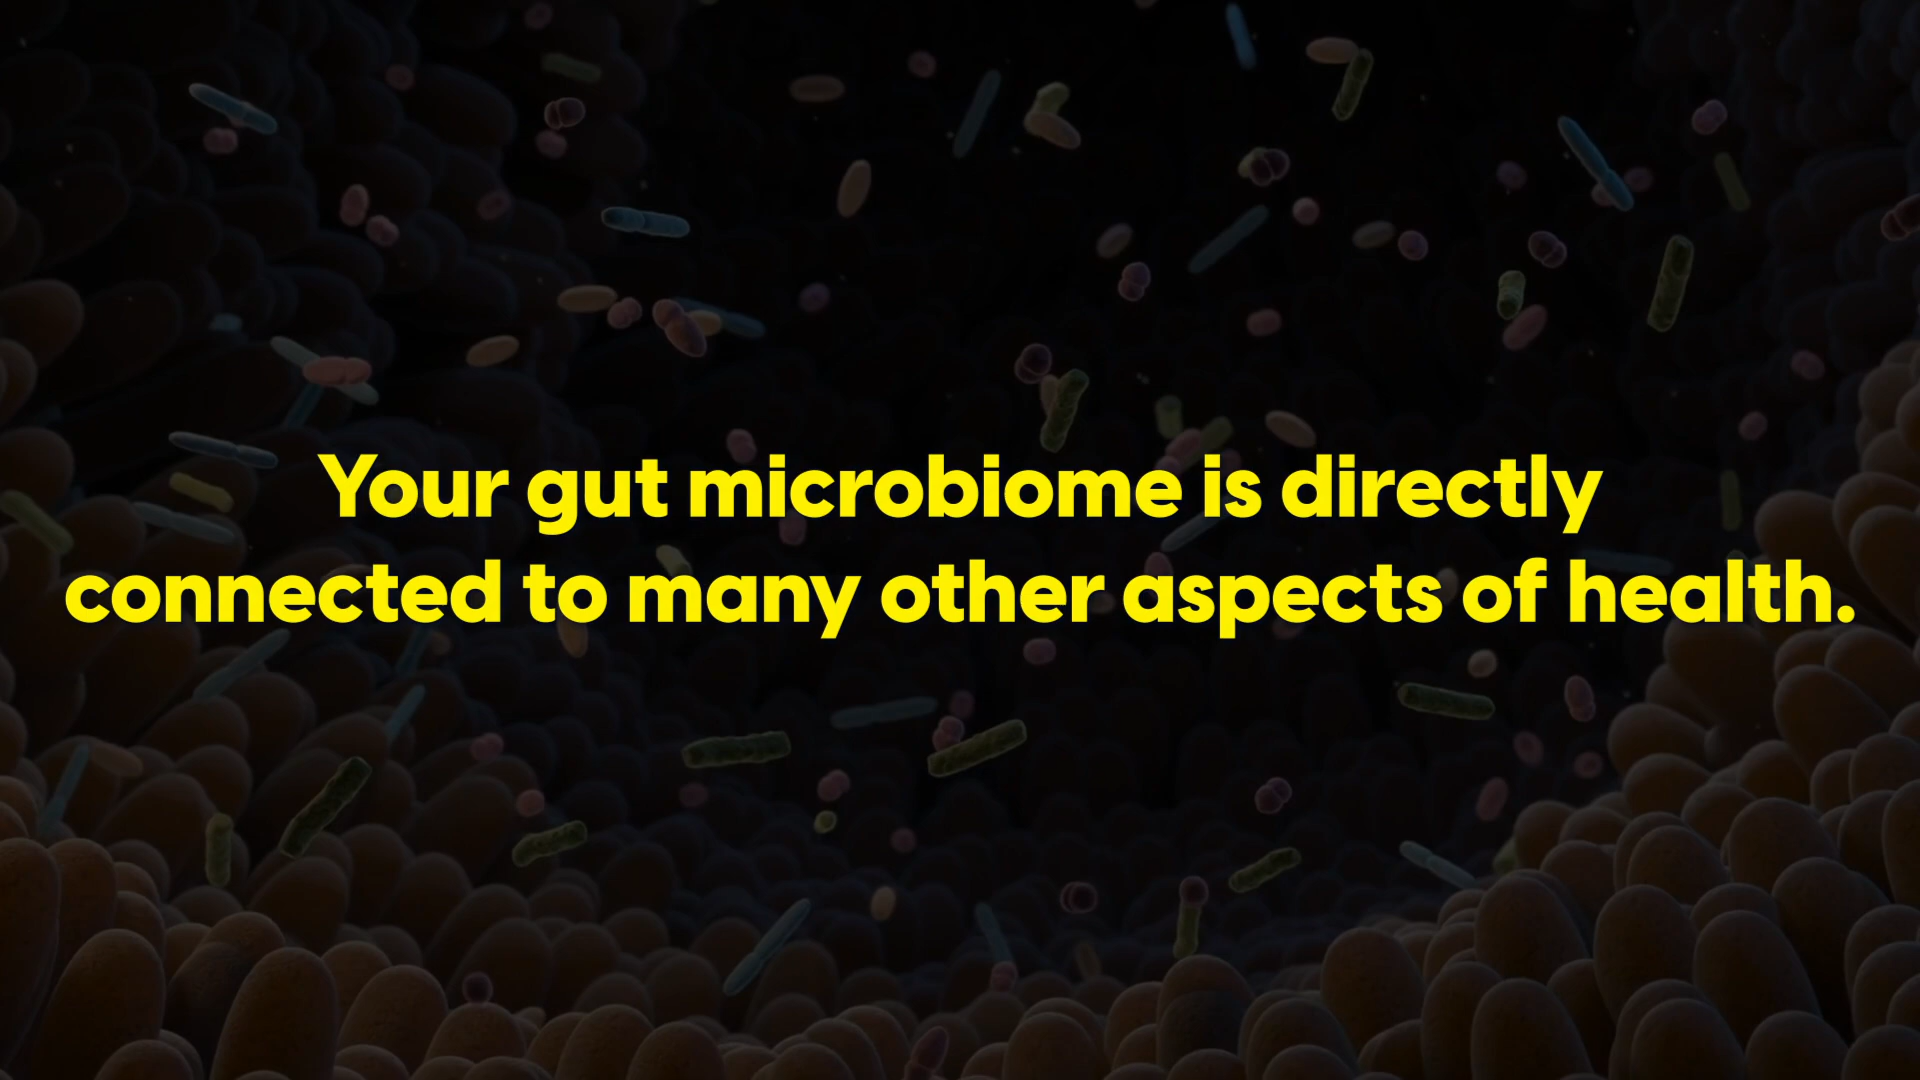 Your gut microbiome is directly
connected to many other aspects of health.